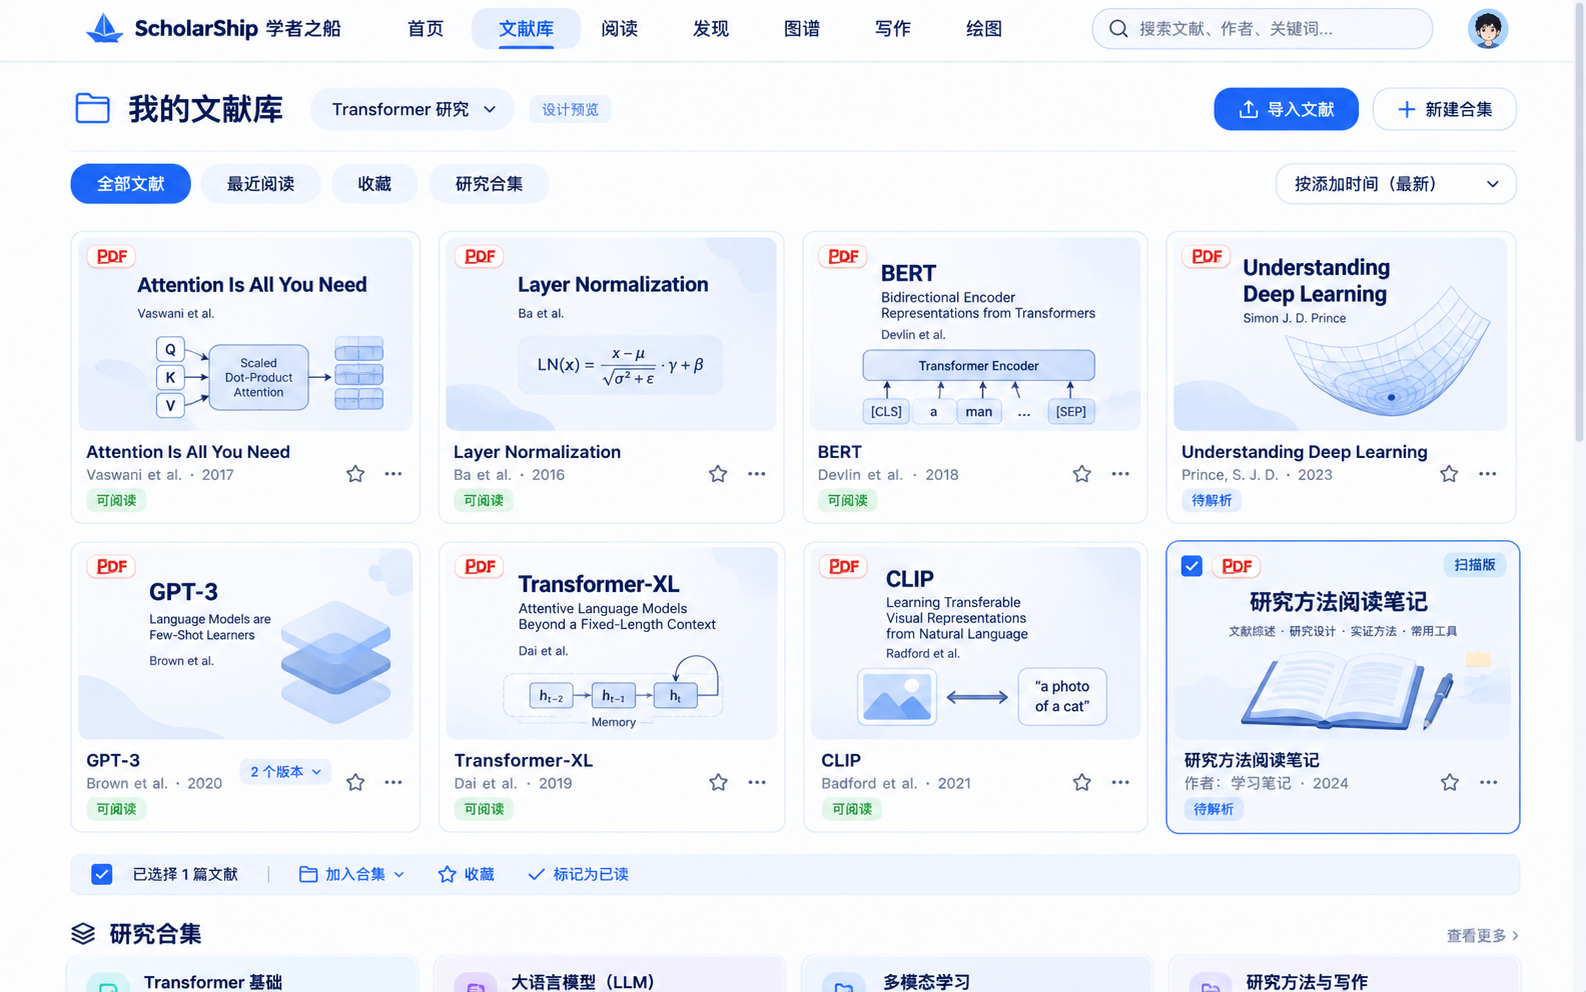 ScholarShip 学者之船
首页
文献库
阅读
发现
图谱
写作
绘图
搜索文献、作者、关键词...
我的文献库
Transformer 研究
设计预览
导入文献
新建合集
全部文献
最近阅读
收藏
研究合集
按添加时间（最新）
PDF
Attention Is All You Need
Vaswani et al.
Q
K
V
Scaled
Dot-Product
Attention
Attention Is All You Need
Vaswani et al. · 2017
可阅读
PDF
Layer Normalization
Ba et al.
LN(x) = (x − μ) / √(σ² + ε) · γ + β
Layer Normalization
Ba et al. · 2016
可阅读
PDF
BERT
Bidirectional Encoder
Representations from Transformers
Devlin et al.
Transformer Encoder
[CLS] a man ... [SEP]
BERT
Devlin et al. · 2018
可阅读
PDF
Understanding
Deep Learning
Simon J. D. Prince
Understanding Deep Learning
Prince, S. J. D. · 2023
待解析
PDF
GPT-3
Language Models are
Few-Shot Learners
Brown et al.
GPT-3
Brown et al. · 2020
2 个版本
可阅读
PDF
Transformer-XL
Attentive Language Models
Beyond a Fixed-Length Context
Dai et al.
ht−2 ht−1 ht
Memory
Transformer-XL
Dai et al. · 2019
可阅读
PDF
CLIP
Learning Transferable
Visual Representations
from Natural Language
Radford et al.
“a photo
of a cat”
CLIP
Badford et al. · 2021
可阅读
PDF
扫描版
研究方法阅读笔记
文献综述 · 研究设计 · 实证方法 · 常用工具
研究方法阅读笔记
作者：学习笔记 · 2024
待解析
已选择 1 篇文献
加入合集
收藏
标记为已读
研究合集
查看更多
Transformer 基础
大语言模型（LLM）
多模态学习
研究方法与写作